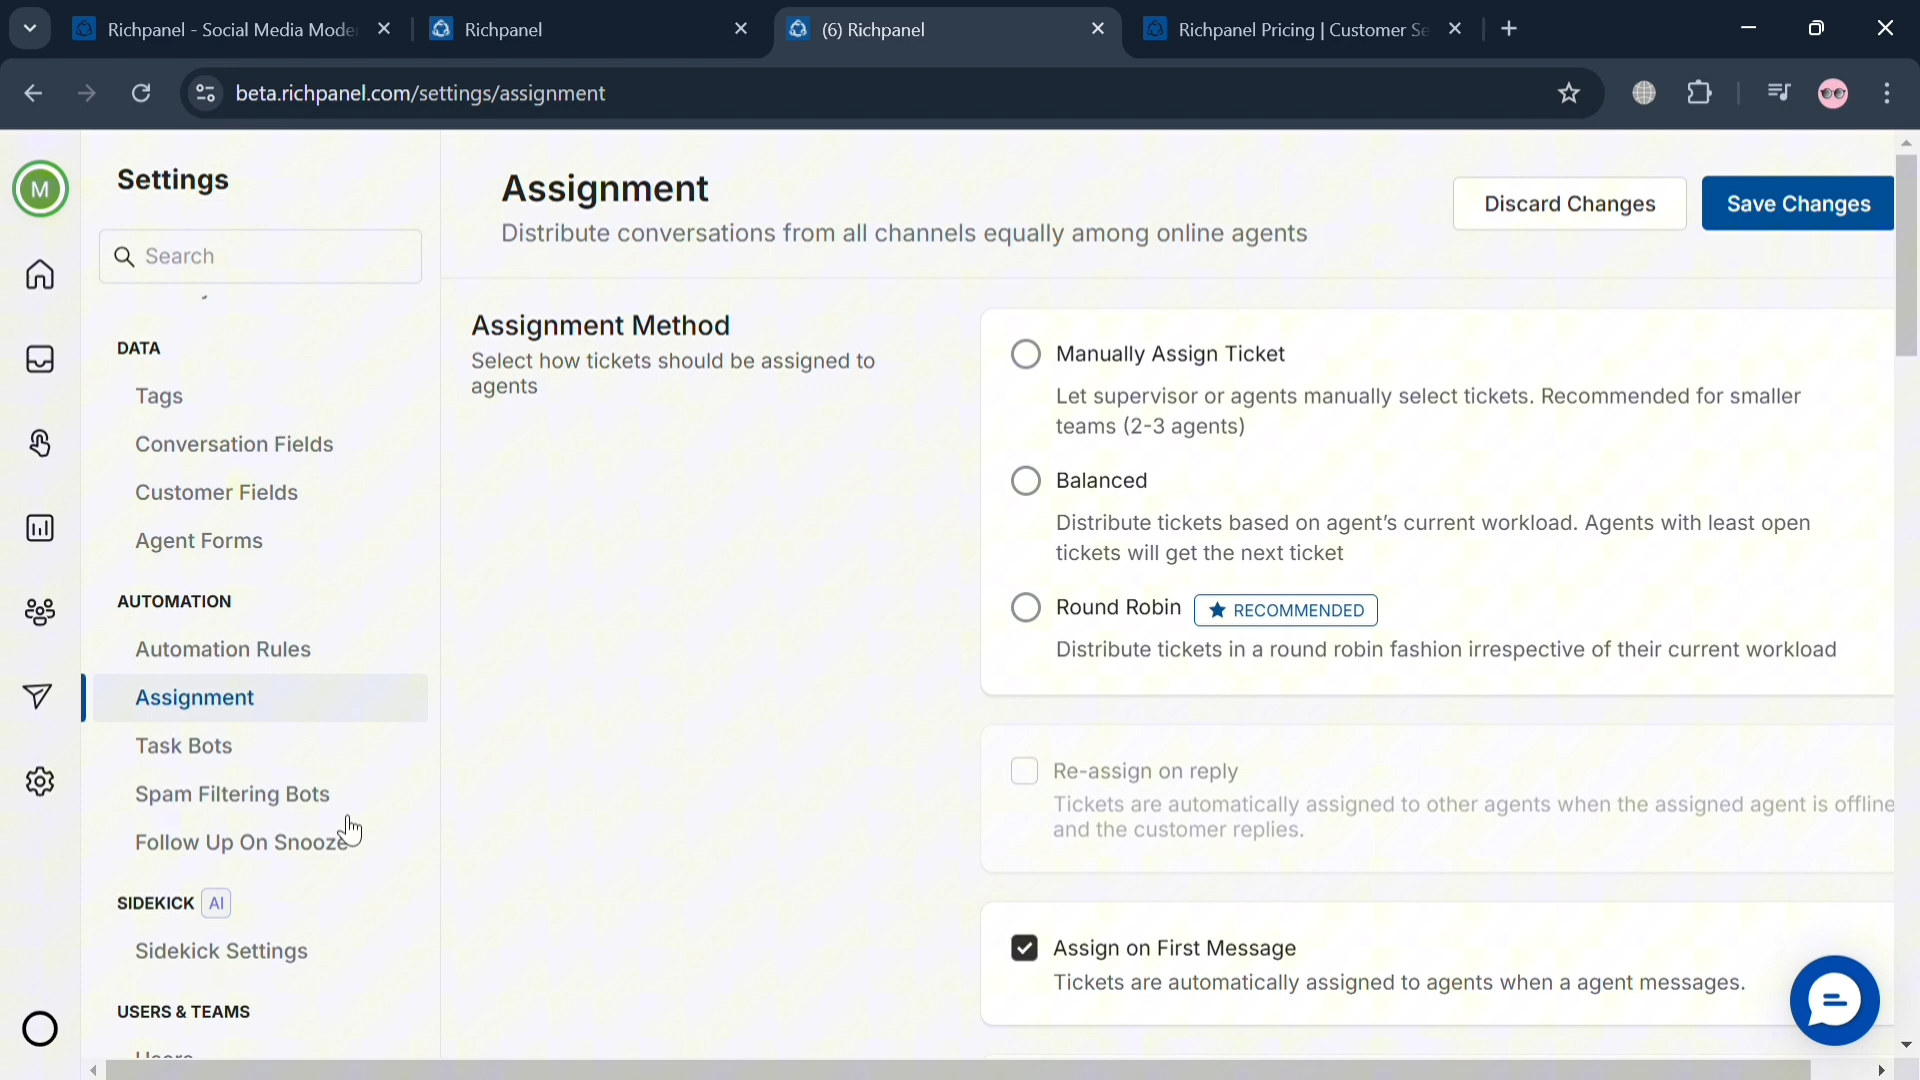 Richpanel - Social Media Mode
Richpanel
(6) Richpanel
Richpanel Pricing | Customer Se
beta.richpanel.com/settings/assignment
M
Settings
Search
DATA
Tags
Conversation Fields
Customer Fields
Agent Forms
AUTOMATION
Automation Rules
Assignment
Task Bots
Spam Filtering Bots
Follow Up On Snooze
SIDEKICK AI
Sidekick Settings
USERS & TEAMS
Assignment
Distribute conversations from all channels equally among online agents
Discard Changes
Save Changes
Assignment Method
Select how tickets should be assigned to
agents
Manually Assign Ticket
Let supervisor or agents manually select tickets. Recommended for smaller
teams (2-3 agents)
Balanced
Distribute tickets based on agent's current workload. Agents with least open
tickets will get the next ticket
Round Robin RECOMMENDED
Distribute tickets in a round robin fashion irrespective of their current workload
Re-assign on reply
Tickets are automatically assigned to other agents when the assigned agent is offline
and the customer replies.
Assign on First Message
Tickets are automatically assigned to agents when a agent messages.